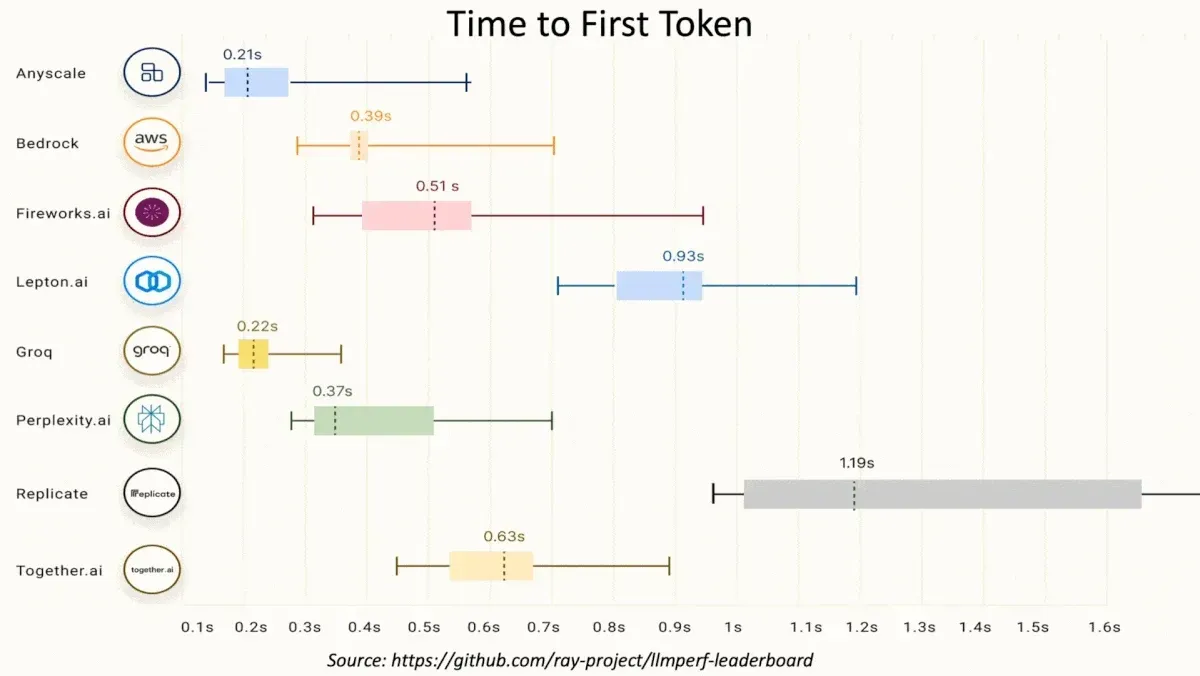 Time to First Token
Anyscale
0.21s
Bedrock
aws
0.39s
Fireworks.ai
0.51 s
Lepton.ai
0.93s
Groq
groq
0.22s
Perplexity.ai
0.37s
Replicate
replicate
1.19s
Together.ai
together.ai
0.63s
0.1s 0.2s 0.3s 0.4s 0.5s 0.6s 0.7s 0.8s 0.9s 1s 1.1s 1.2s 1.3s 1.4s 1.5s 1.6s
Source: https://github.com/ray-project/llmperf-leaderboard